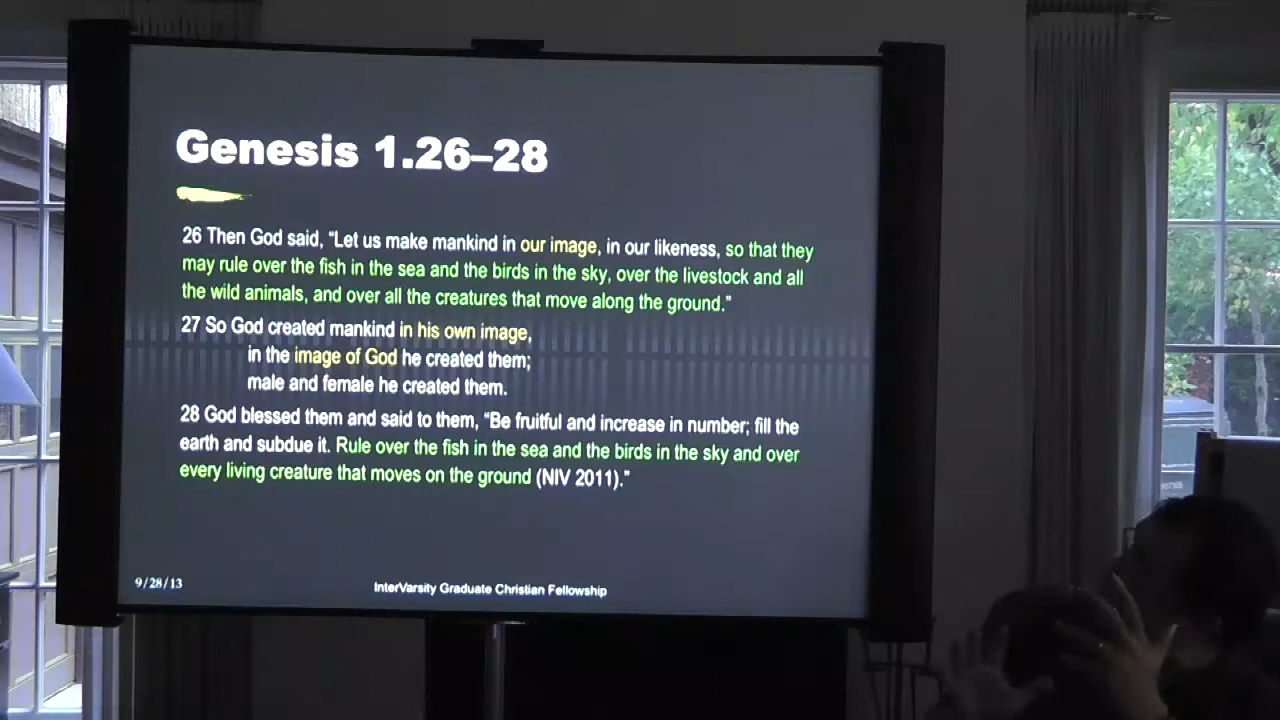 Genesis 1.26–28
26 Then God said, “Let us make mankind in our image, in our likeness, so that they
may rule over the fish in the sea and the birds in the sky, over the livestock and all
the wild animals, and over all the creatures that move along the ground.”
27 So God created mankind in his own image,
in the image of God he created them;
male and female he created them.
28 God blessed them and said to them, “Be fruitful and increase in number; fill the
earth and subdue it. Rule over the fish in the sea and the birds in the sky and over
every living creature that moves on the ground (NIV 2011).”
9/28/13
InterVarsity Graduate Christian Fellowship